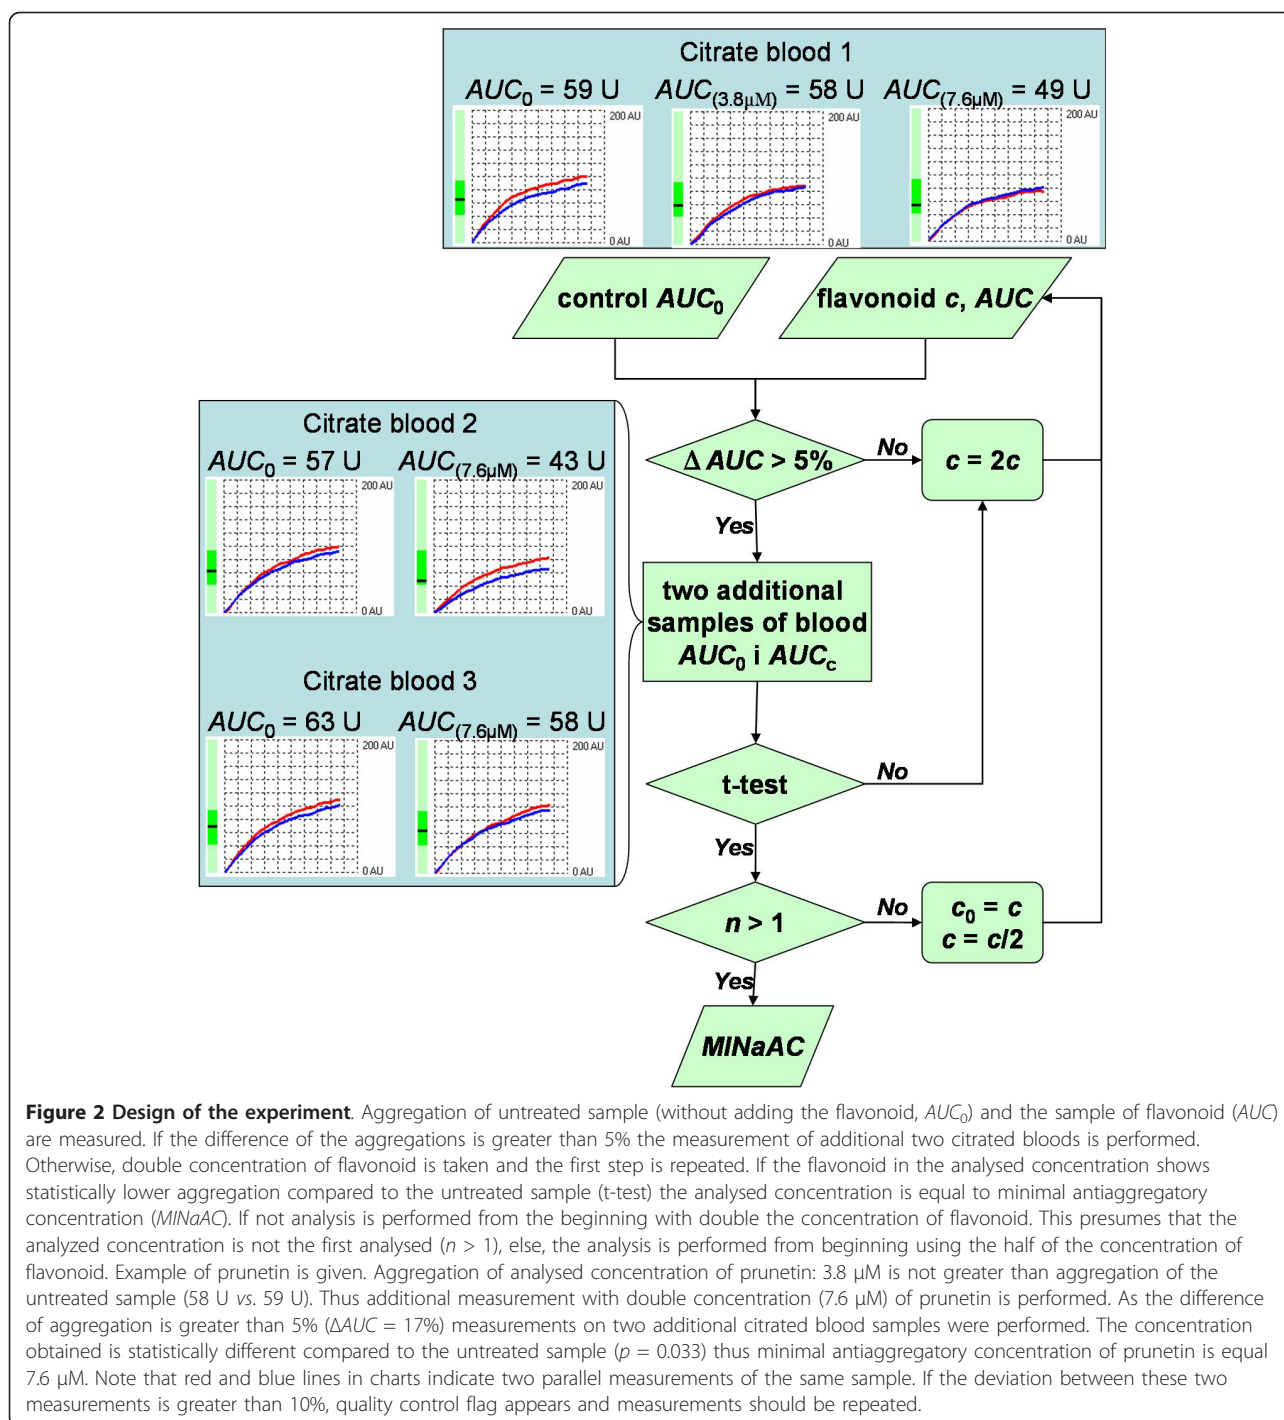 Citrate blood 1
AUC0 = 59 U AUC(3.8µM) = 58 U AUC(7.6µM) = 49 U
200 AU 200 AU 200 AU
0 AU 0 AU 0 AU
control AUC0 flavonoid c, AUC
Citrate blood 2
AUC0 = 57 U AUC(7.6µM) = 43 U
200 AU 200 AU
0 AU 0 AU
Citrate blood 3
AUC0 = 63 U AUC(7.6µM) = 58 U
200 AU 200 AU
0 AU 0 AU
Δ AUC > 5% No c = 2c
Yes
two additional
samples of blood
AUC0 i AUCc
t-test No
Yes
n > 1 No c0 = c
c = c/2
Yes
MINaAC
Figure 2 Design of the experiment. Aggregation of untreated sample (without adding the flavonoid, AUC0) and the sample of flavonoid (AUC)
are measured. If the difference of the aggregations is greater than 5% the measurement of additional two citrated bloods is performed.
Otherwise, double concentration of flavonoid is taken and the first step is repeated. If the flavonoid in the analysed concentration shows
statistically lower aggregation compared to the untreated sample (t-test) the analysed concentration is equal to minimal antiaggregatory
concentration (MINaAC). If not analysis is performed from the beginning with double the concentration of flavonoid. This presumes that the
analyzed concentration is not the first analysed (n > 1), else, the analysis is performed from beginning using the half of the concentration of
flavonoid. Example of prunetin is given. Aggregation of analysed concentration of prunetin: 3.8 µM is not greater than aggregation of the
untreated sample (58 U vs. 59 U). Thus additional measurement with double concentration (7.6 µM) of prunetin is performed. As the difference
of aggregation is greater than 5% (ΔAUC = 17%) measurements on two additional citrated blood samples were performed. The concentration
obtained is statistically different compared to the untreated sample (p = 0.033) thus minimal antiaggregatory concentration of prunetin is equal
7.6 µM. Note that red and blue lines in charts indicate two parallel measurements of the same sample. If the deviation between these two
measurements is greater than 10%, quality control flag appears and measurements should be repeated.